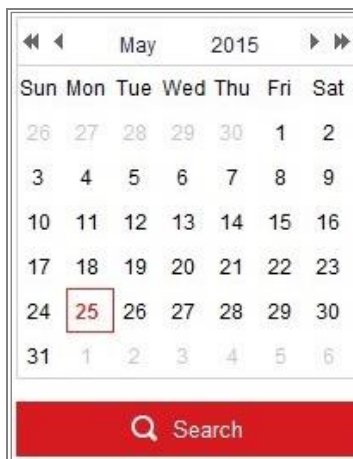 May 2015
Sun Mon Tue Wed Thu Fri Sat
26 27 28 29 30 1 2
3 4 5 6 7 8 9
10 11 12 13 14 15 16
17 18 19 20 21 22 23
24 25 26 27 28 29 30
31 1 2 3 4 5 6
Search